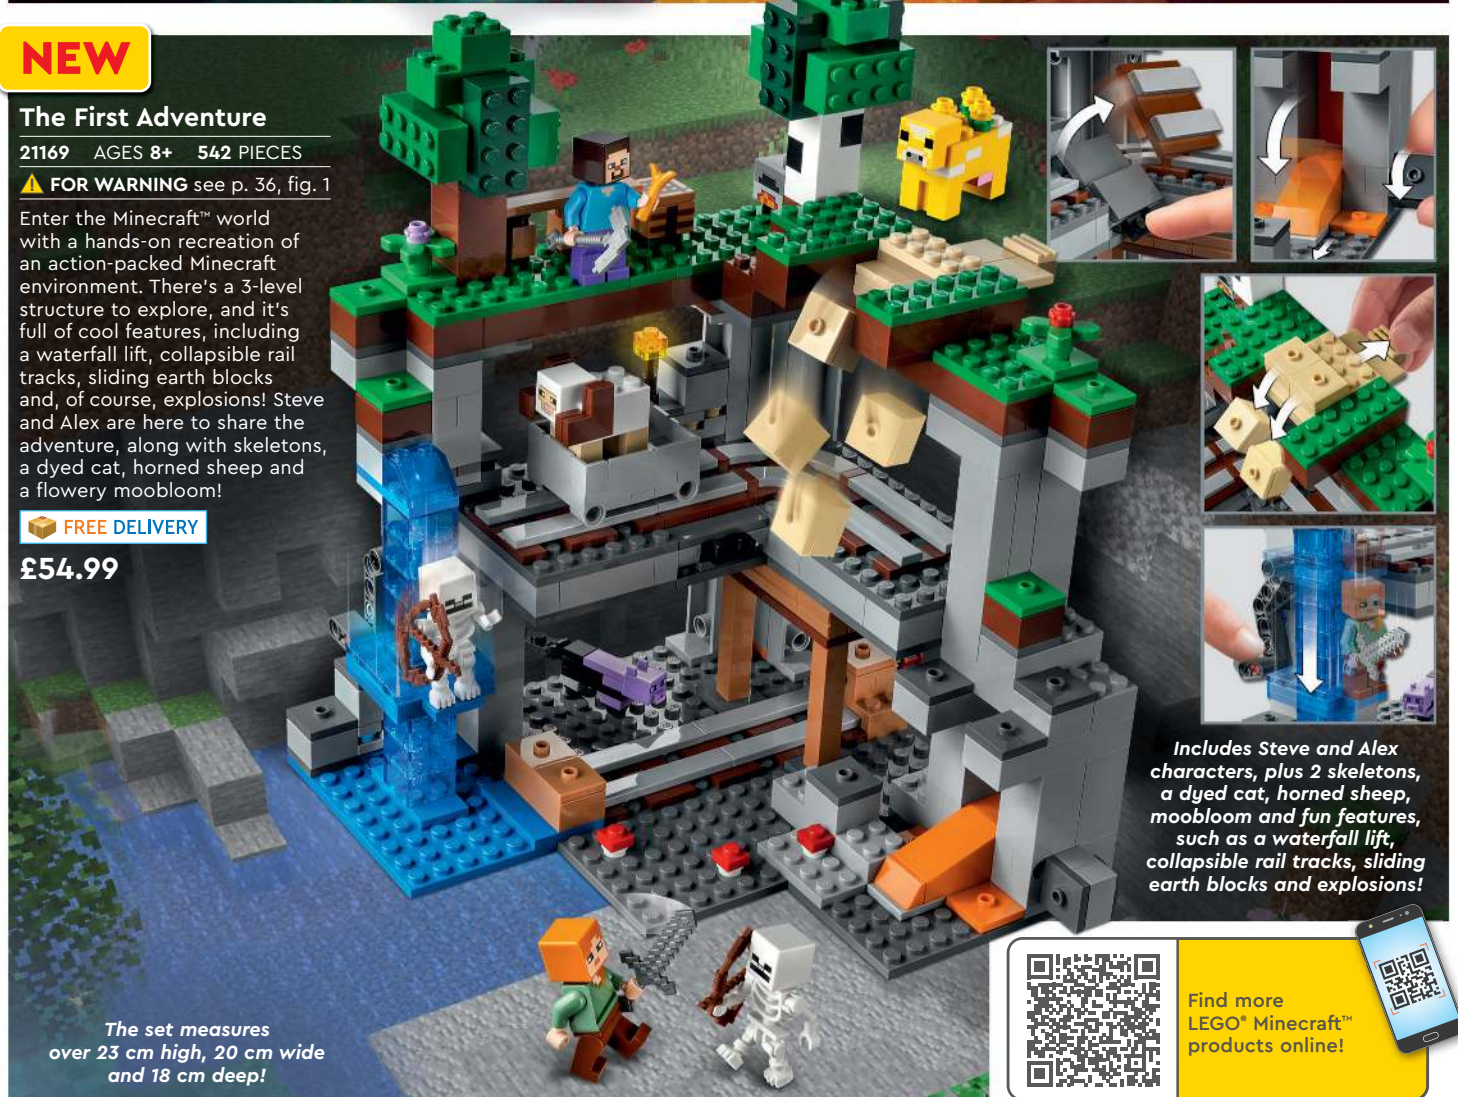 NEW
The First Adventure
21169 AGES 8+ 542 PIECES
FOR WARNING see p. 36, fig. 1
Enter the Minecraft™ world
with a hands-on recreation of
an action-packed Minecraft
environment. There's a 3-level
structure to explore, and it's
full of cool features, including
a waterfall lift, collapsible rail
tracks, sliding earth blocks
and, of course, explosions! Steve
and Alex are here to share the
adventure, along with skeletons,
a dyed cat, horned sheep and
a flowery moobloom!
FREE DELIVERY
£54.99
Includes Steve and Alex
characters, plus 2 skeletons,
a dyed cat, horned sheep,
moobloom and fun features,
such as a waterfall lift,
collapsible rail tracks, sliding
earth blocks and explosions!
The set measures
over 23 cm high, 20 cm wide
and 18 cm deep!
Find more
LEGO® Minecraft™
products online!